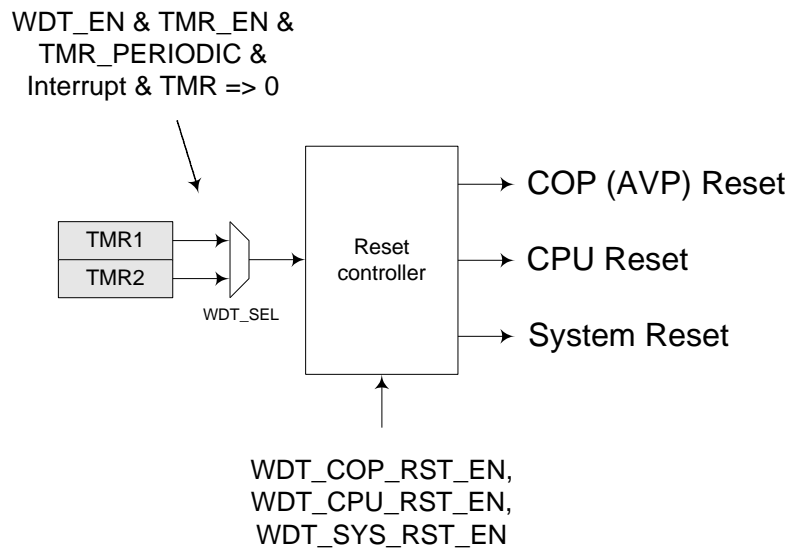 WDT_EN & TMR_EN &
TMR_PERIODIC &
Interrupt & TMR => 0
TMR1
TMR2
WDT_SEL
Reset
controller
COP (AVP) Reset
CPU Reset
System Reset
WDT_COP_RST_EN,
WDT_CPU_RST_EN,
WDT_SYS_RST_EN